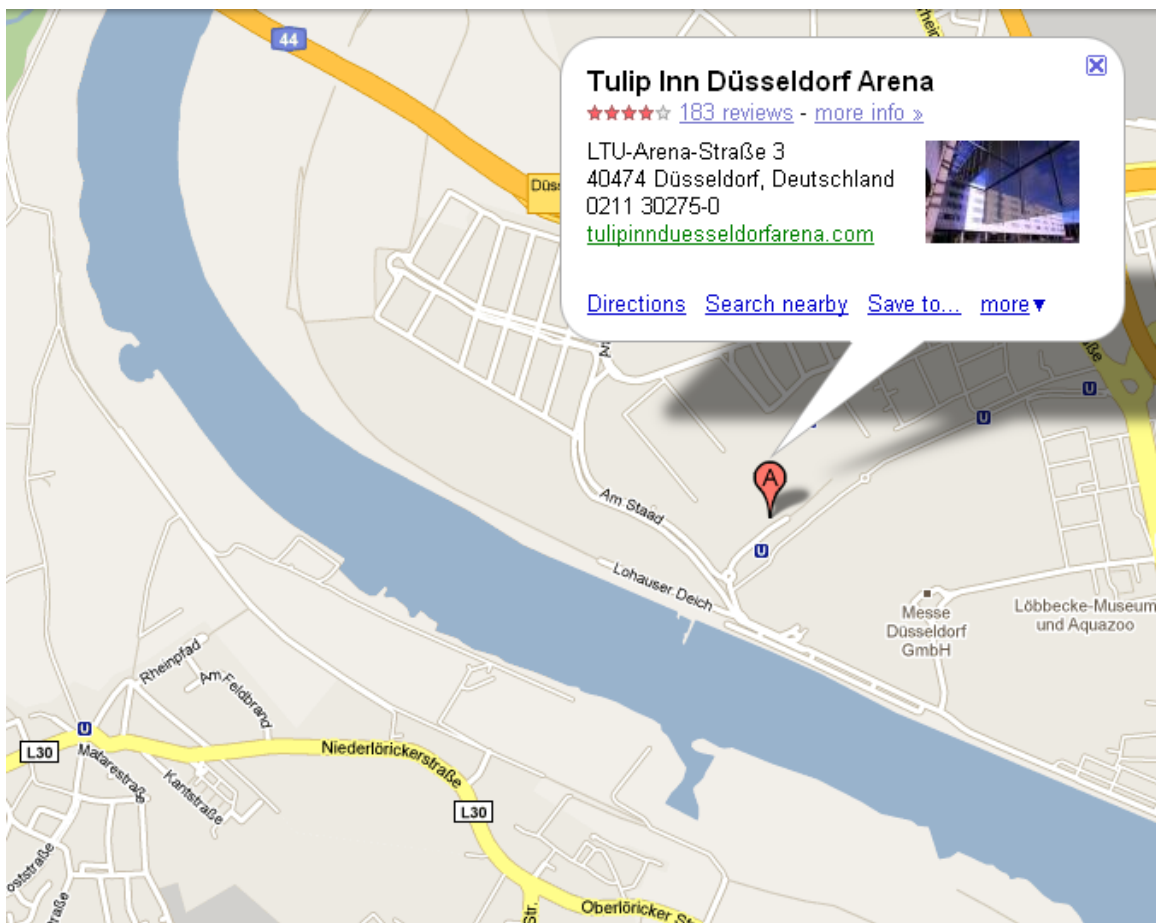 44
Tulip Inn Düsseldorf Arena
183 reviews - more info »
LTU-Arena-Straße 3
40474 Düsseldorf, Deutschland
0211 30275-0
tulipinnduesseldorfarena.com
Directions Search nearby Save to... more▼
U
U
A
Am Staad
U
Lohauser Deich
Messe
Düsseldorf
GmbH
Löbbecke-Museum
und Aquazoo
Rheinpfad
Am Feldbrand
U
L30
Matarestraße
Kantstraße
Niederlörickerstraße
L30
Oberlöricker
Str.